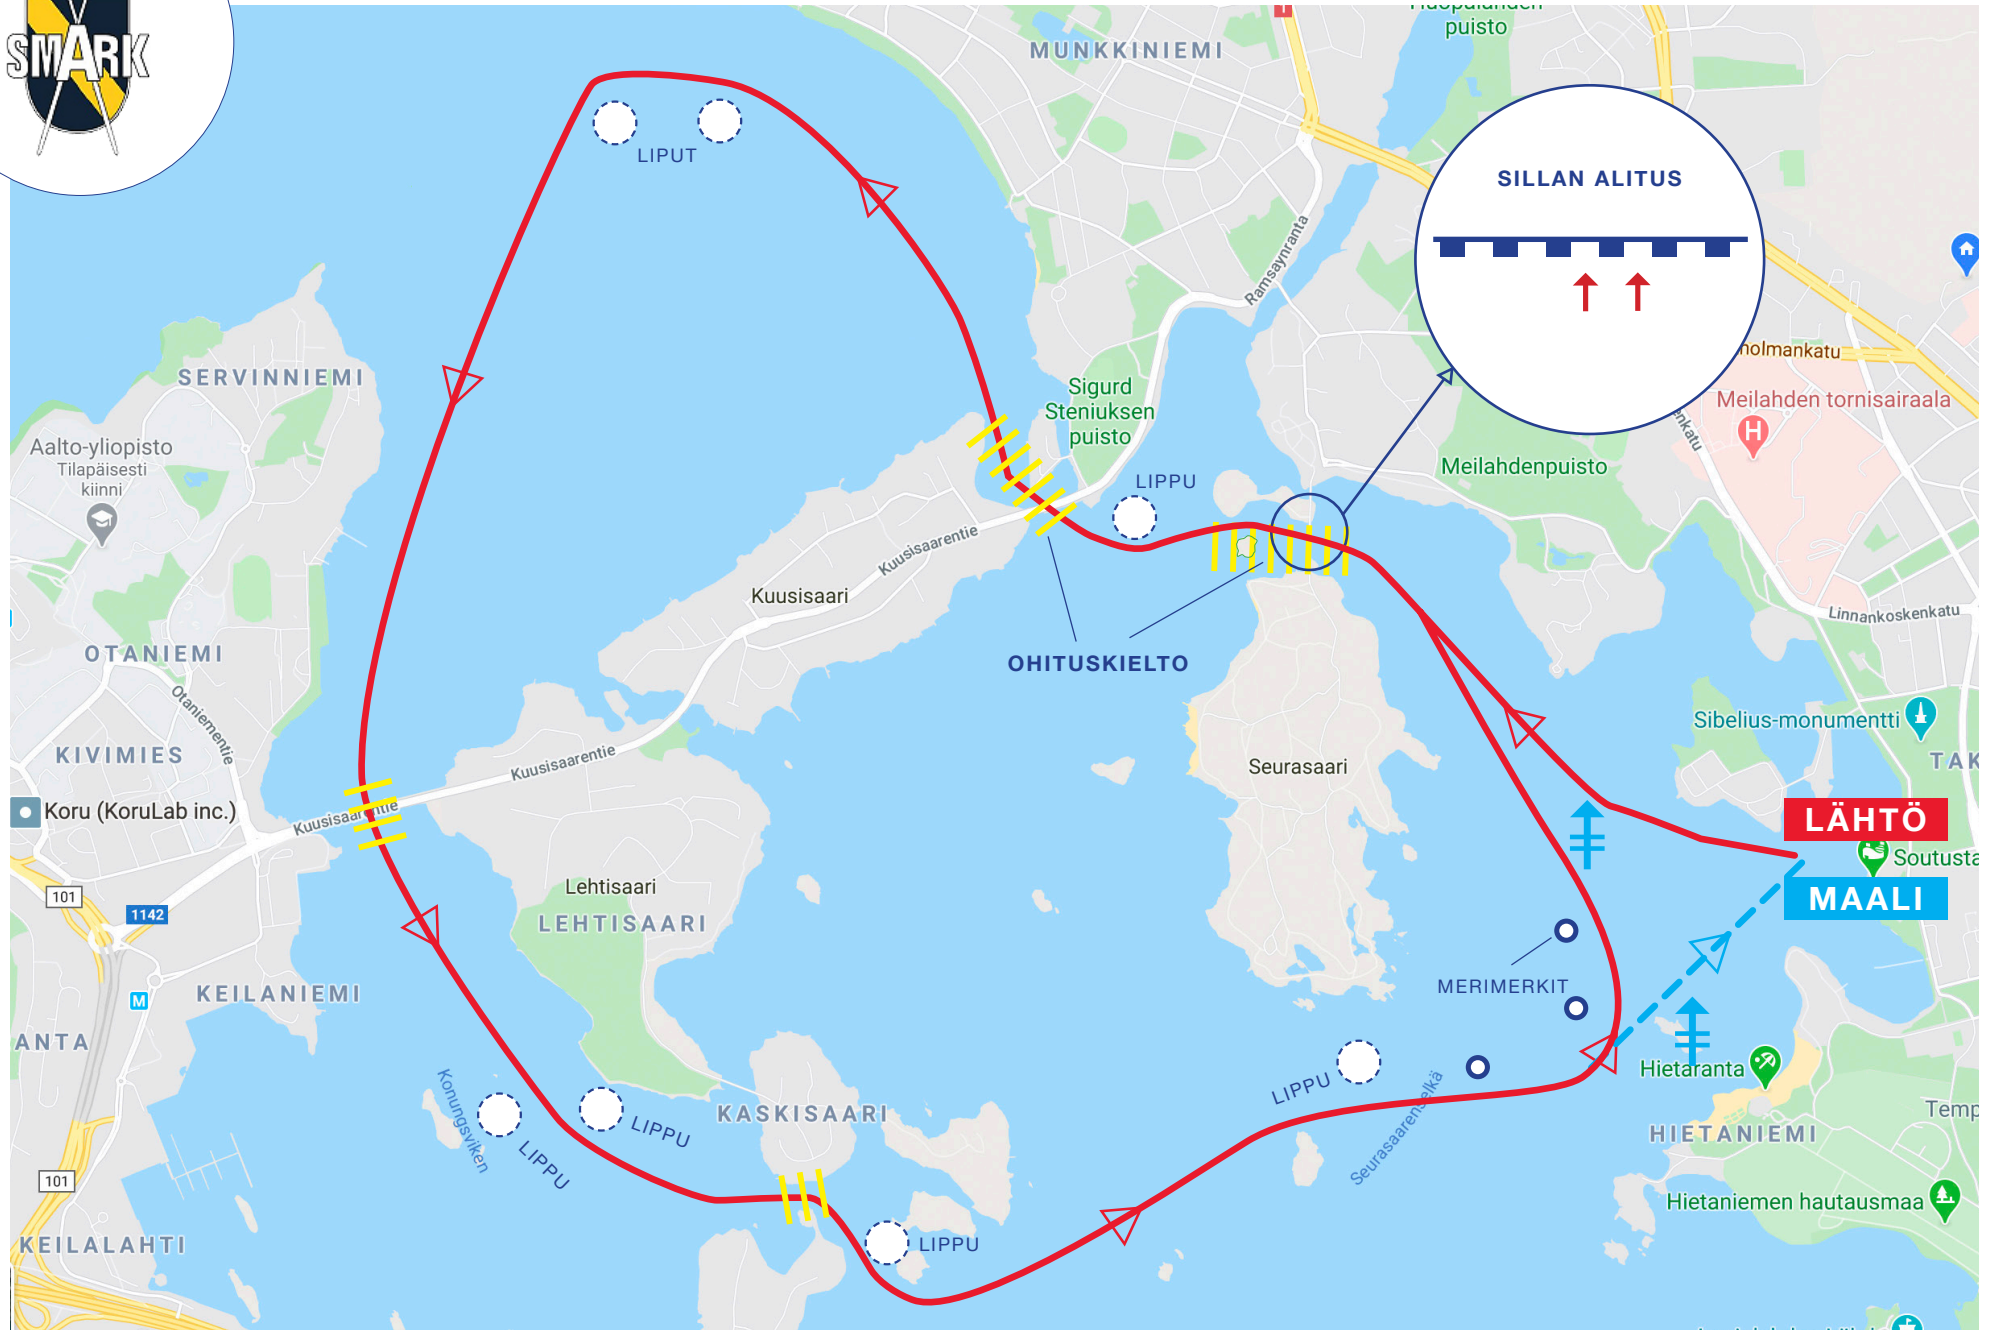 SMARK
Huopalahden
puisto
MUNKKINIEMI
SILLAN ALITUS
LIPUT
Ramsaynranta
SERVINNIEMI
Sigurd
Steniuksen
puisto
Meilahden tornisairaala
H
Aalto-yliopisto
Tilapäisesti
kiinni
Meilahdenpuisto
LIPPU
Kuusisaarentie
Kuusisaari
Linnankoskenkatu
OTANIEMI
OHITUSKIELTO
Otaniementie
Sibelius-monumentti
KIVIMIES
Kuusisaarentie
Seurasaari
TAK
Koru (KoruLab inc.)
Kuusisaarentie
LÄHTÖ
Soutusta
MAALI
101
1142
Lehtisaari
LEHTISAARI
MERIMERKIT
KEILANIEMI
M
ANTA
LIPPU
Hietaranta
Konungsviken
LIPPU
LIPPU
KASKISAARI
Seurasaarenselkä
Temp
HIETANIEMI
101
Hietaniemen hautausmaa
KEILALAHTI
LIPPU